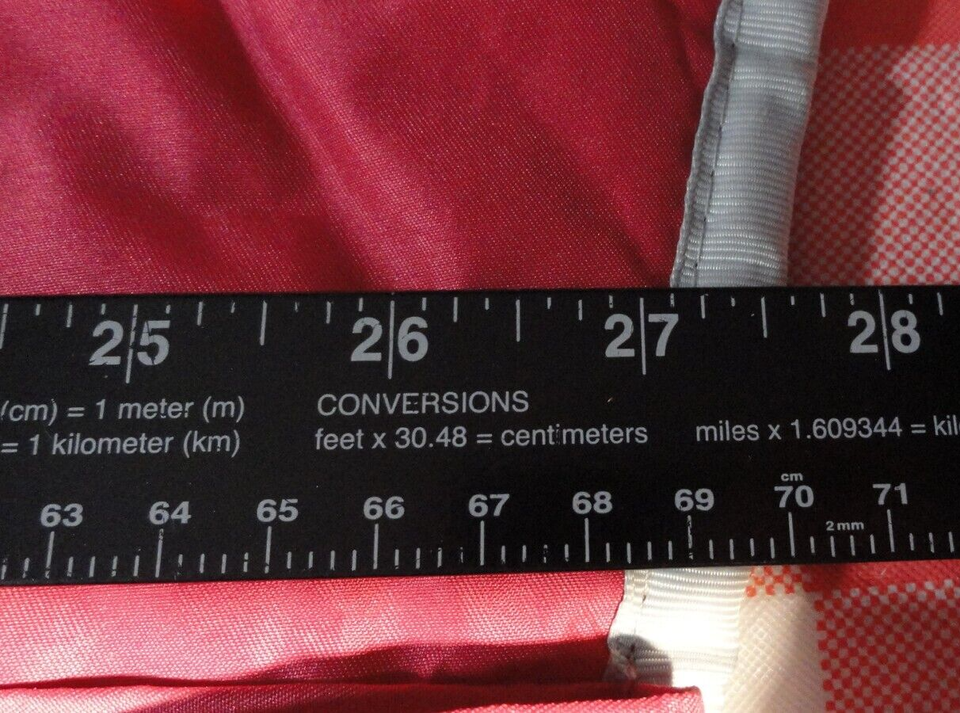 25 26 27 28
(cm) = 1 meter (m)
= 1 kilometer (km)
CONVERSIONS
feet x 30.48 = centimeters
miles x 1.609344 = kil
63 64 65 66 67 68 69 cm 70 71
2 mm